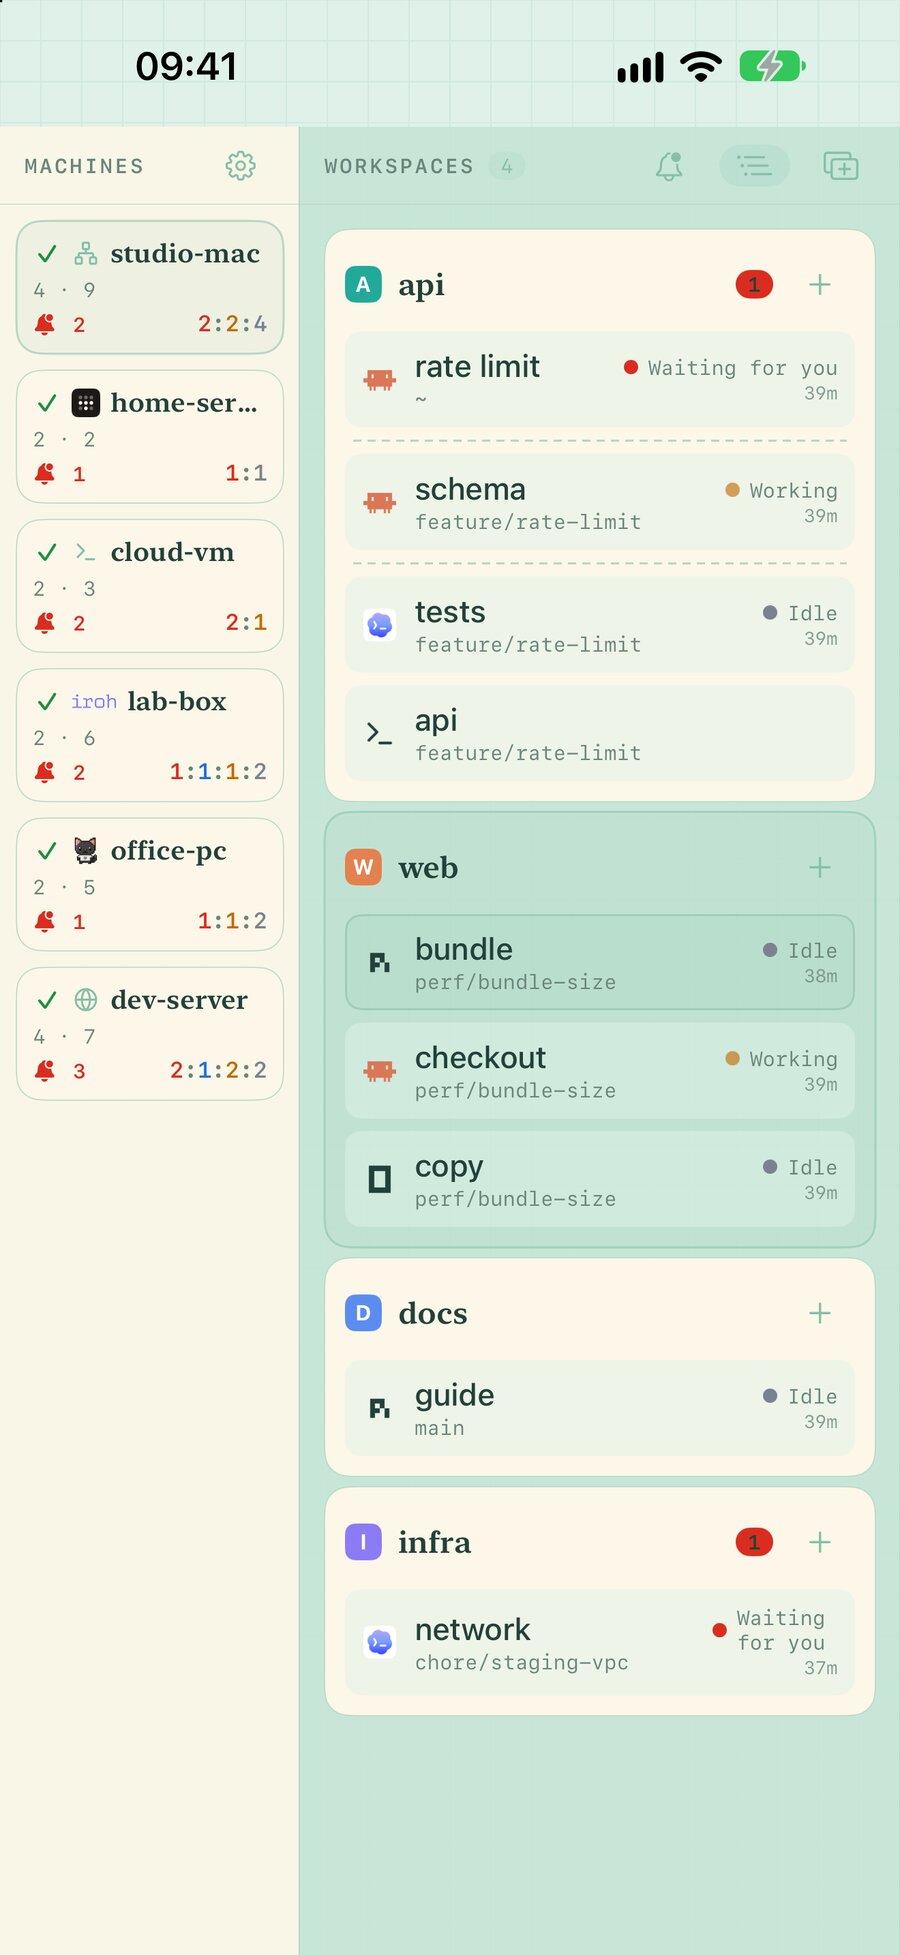 09:41
MACHINES
studio-mac
4 · 9
2 2:2:4
home-ser...
2 · 2
1 1:1
cloud-vm
2 · 3
2 2:1
iroh lab-box
2 · 6
2 1:1:1:2
office-pc
2 · 5
1 1:1:2
dev-server
4 · 7
3 2:1:2:2
WORKSPACES 4
A api 1 +
rate limit Waiting for you
~ 39m
schema Working
feature/rate-limit 39m
tests Idle
feature/rate-limit 39m
api
feature/rate-limit
W web +
bundle Idle
perf/bundle-size 38m
checkout Working
perf/bundle-size 39m
copy Idle
perf/bundle-size 39m
D docs +
guide Idle
main 39m
I infra 1 +
network Waiting
for you
chore/staging-vpc 37m